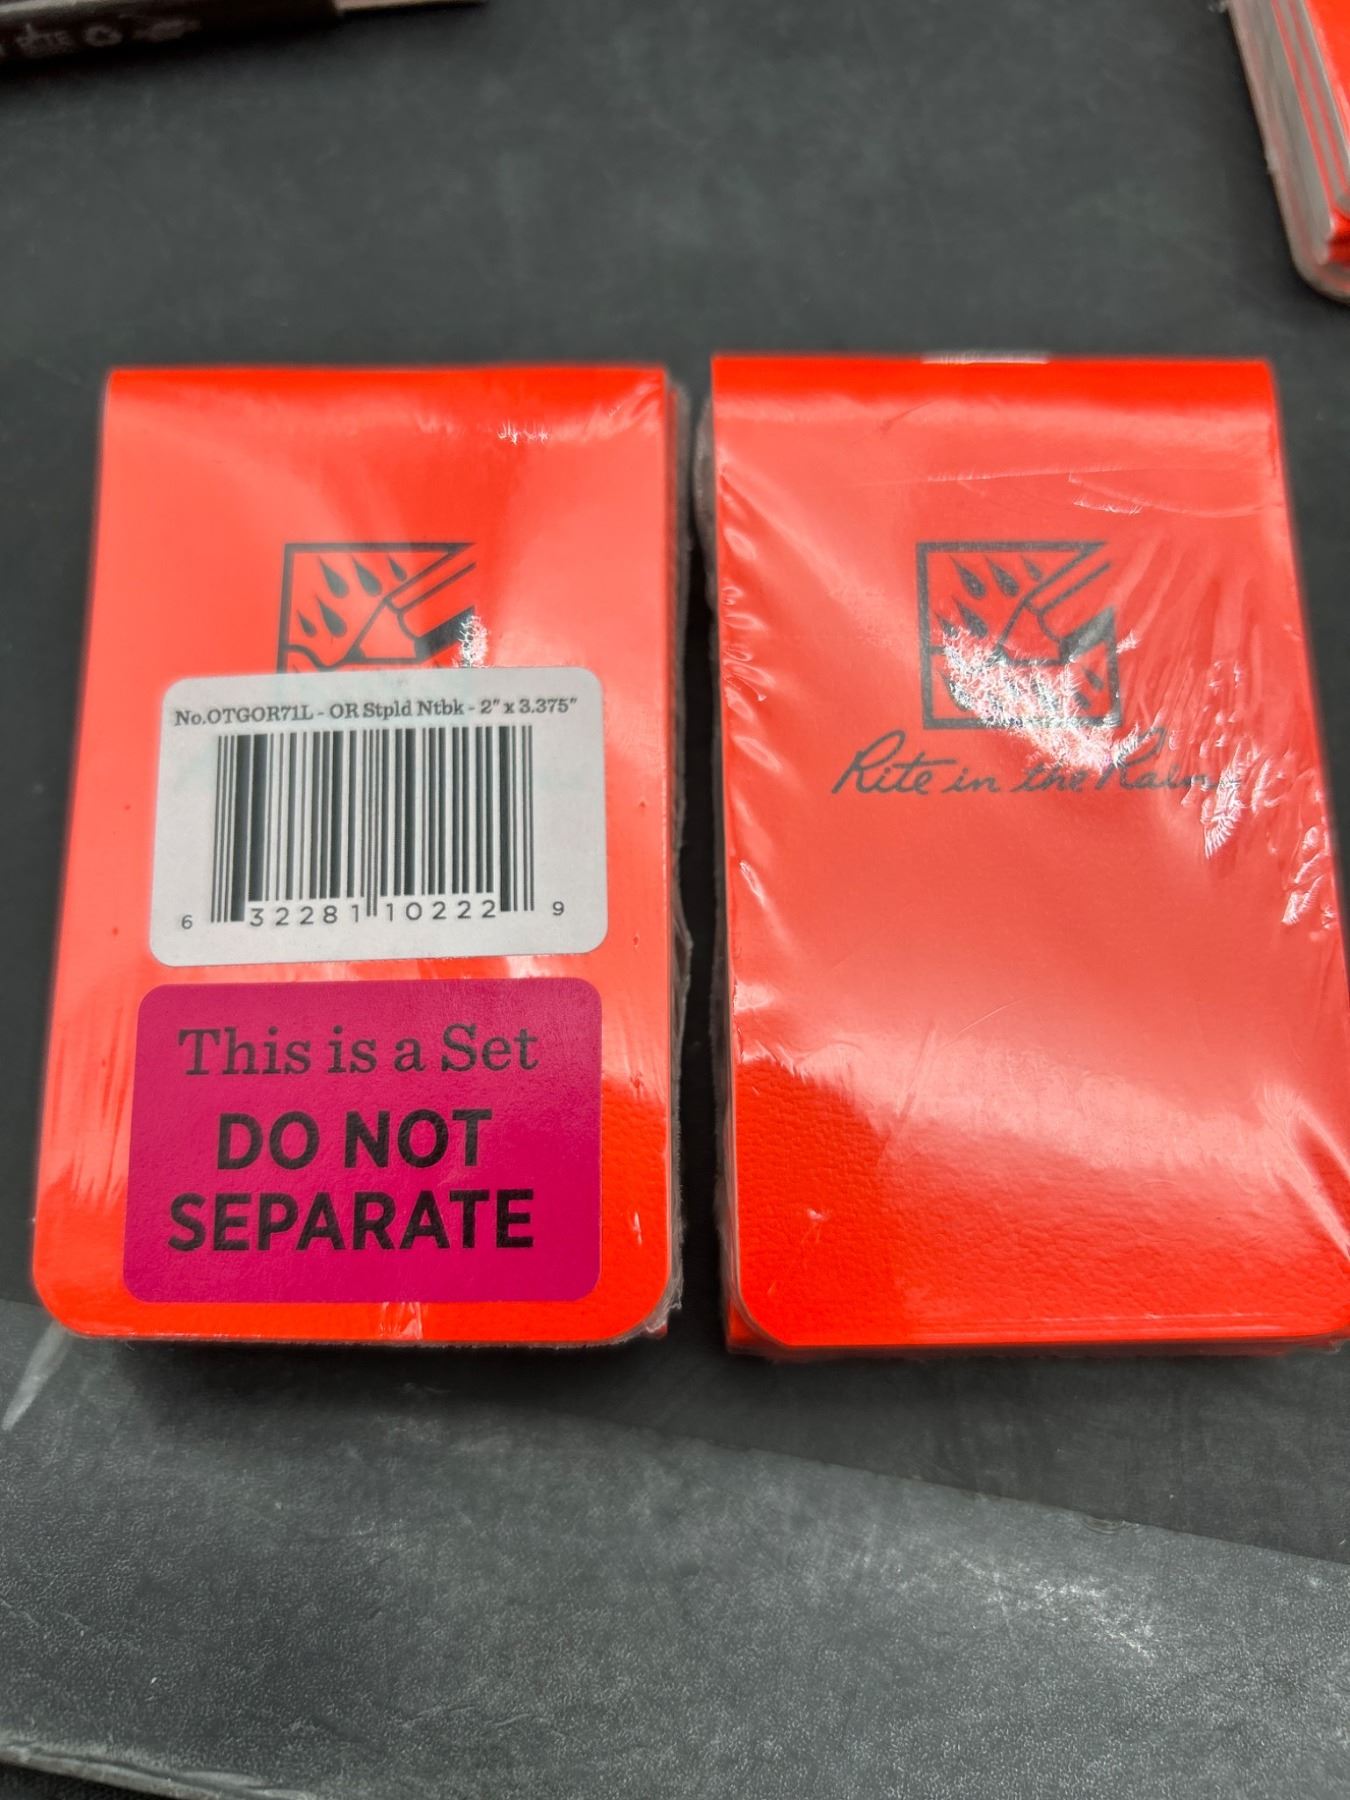 No.OTGOR71L - OR Stpld Ntbk - 2" x 3.375"
6 32281 10222 9
This is a Set
DO NOT
SEPARATE
Rite in the Rain